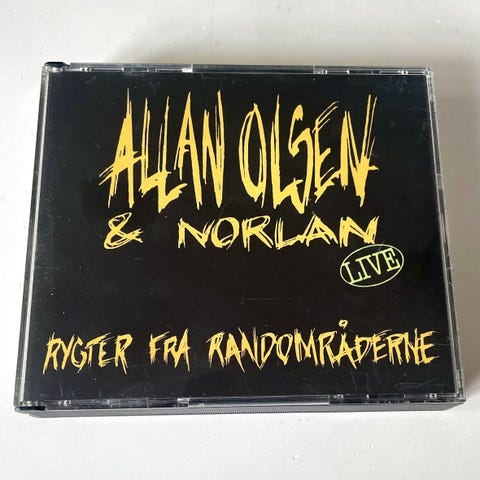 ALLAN OLSEN
& NORLAN
LIVE
RYGTER FRA RANDOMRÅDERNE